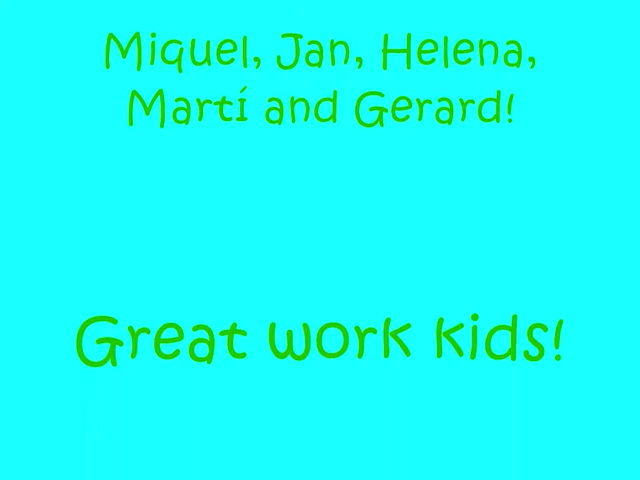 Miquel, Jan, Helena,
Martí and Gerard!
Great work kids!